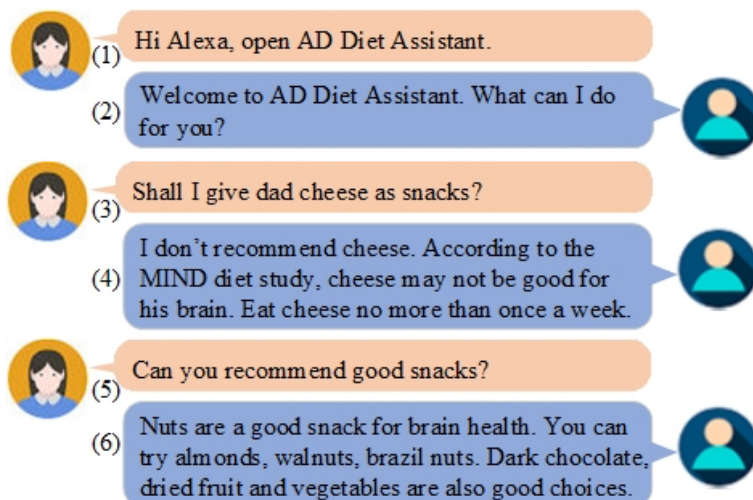 (1) Hi Alexa, open AD Diet Assistant.
(2) Welcome to AD Diet Assistant. What can I do
for you?
(3) Shall I give dad cheese as snacks?
I don't recommend cheese. According to the
(4) MIND diet study, cheese may not be good for
his brain. Eat cheese no more than once a week.
(5) Can you recommend good snacks?
(6) Nuts are a good snack for brain health. You can
try almonds, walnuts, brazil nuts. Dark chocolate,
dried fruit and vegetables are also good choices.